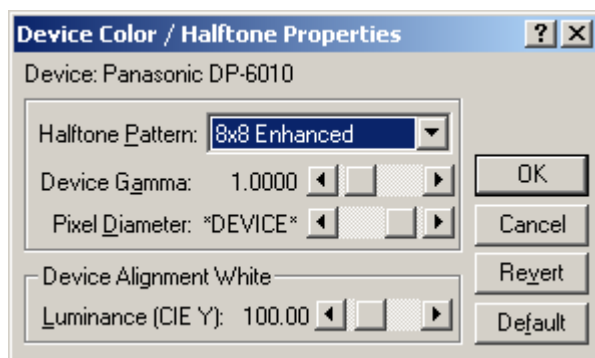 Device Color / Halftone Properties
Device: Panasonic DP-6010
Halftone Pattern: 8x8 Enhanced
Device Gamma: 1.0000
Pixel Diameter: *DEVICE*
Device Alignment White
Luminance (CIE Y): 100.00
OK
Cancel
Revert
Default